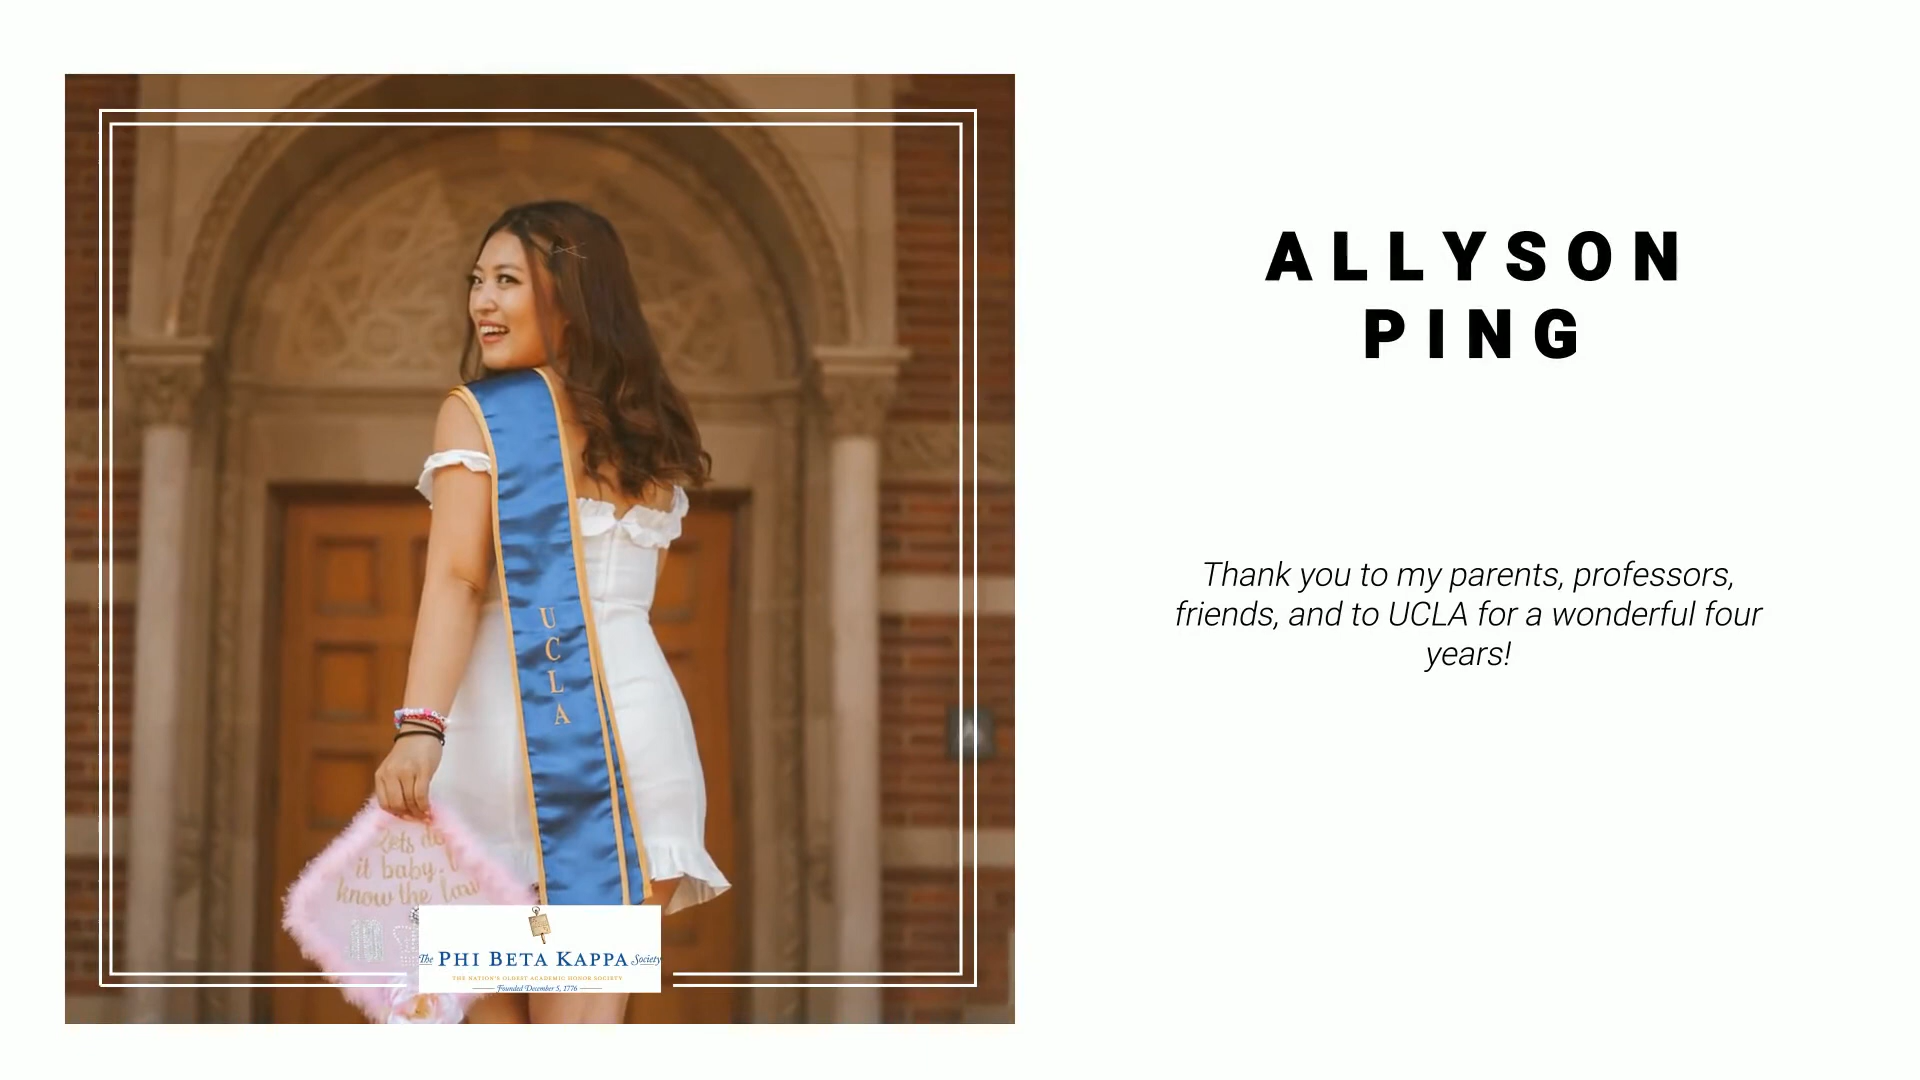 ALLYSON
PING
Thank you to my parents, professors,
friends, and to UCLA for a wonderful four
years!
UCLA
Lets do
it baby. I
know the law
The PHI BETA KAPPA Society
THE NATION'S OLDEST ACADEMIC HONOR SOCIETY
Founded December 5, 1776